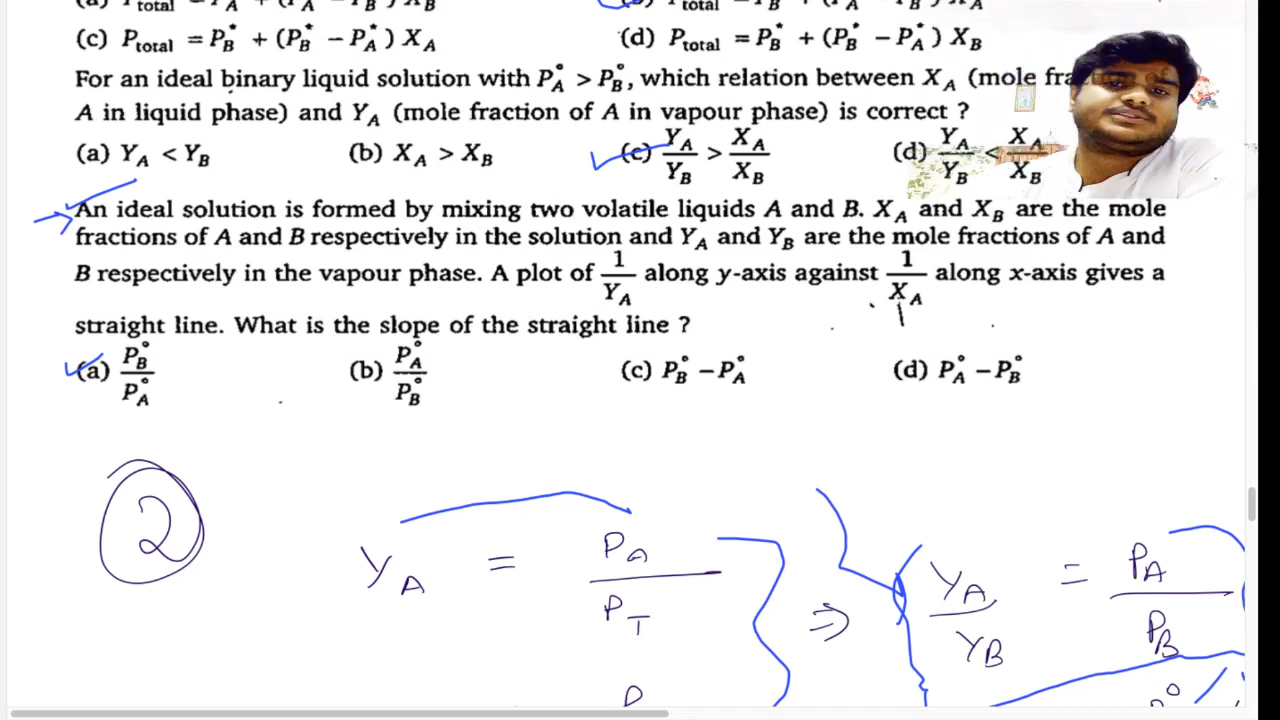 (c) P_total = P_B^* + (P_B^* − P_A^*) X_A (d) P_total = P_B^* + (P_B^* − P_A^*) X_B
For an ideal binary liquid solution with P_A^° > P_B^°, which relation between X_A (mole
A in liquid phase) and Y_A (mole fraction of A in vapour phase) is correct ?
(a) Y_A < Y_B (b) X_A > X_B (c) Y_A/Y_B > X_A/X_B (d) Y_A/Y_B < X_A/X_B
An ideal solution is formed by mixing two volatile liquids A and B. X_A and X_B are the mole
fractions of A and B respectively in the solution and Y_A and Y_B are the mole fractions of A and
B respectively in the vapour phase. A plot of 1/Y_A along y-axis against 1/X_A along x-axis gives a
straight line. What is the slope of the straight line ?
(a) P_B^°/P_A^° (b) P_A^°/P_B^° (c) P_B^° − P_A^° (d) P_A^° − P_B^°
2
Y_A = P_A/P_T ⇒ Y_A/Y_B = P_A/P_B